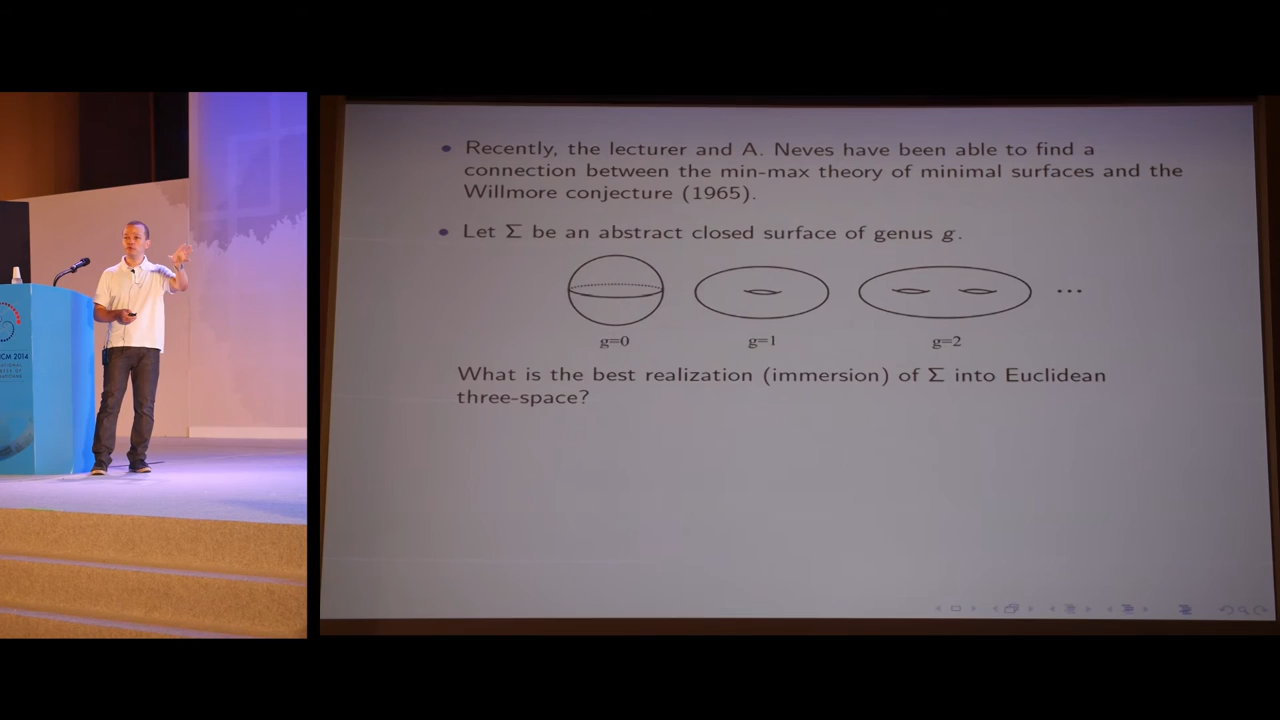 Recently, the lecturer and A. Neves have been able to find a
connection between the min-max theory of minimal surfaces and the
Willmore conjecture (1965).
Let Σ be an abstract closed surface of genus g.
...
g=0 g=1 g=2
What is the best realization (immersion) of Σ into Euclidean
three-space?
CM 2014